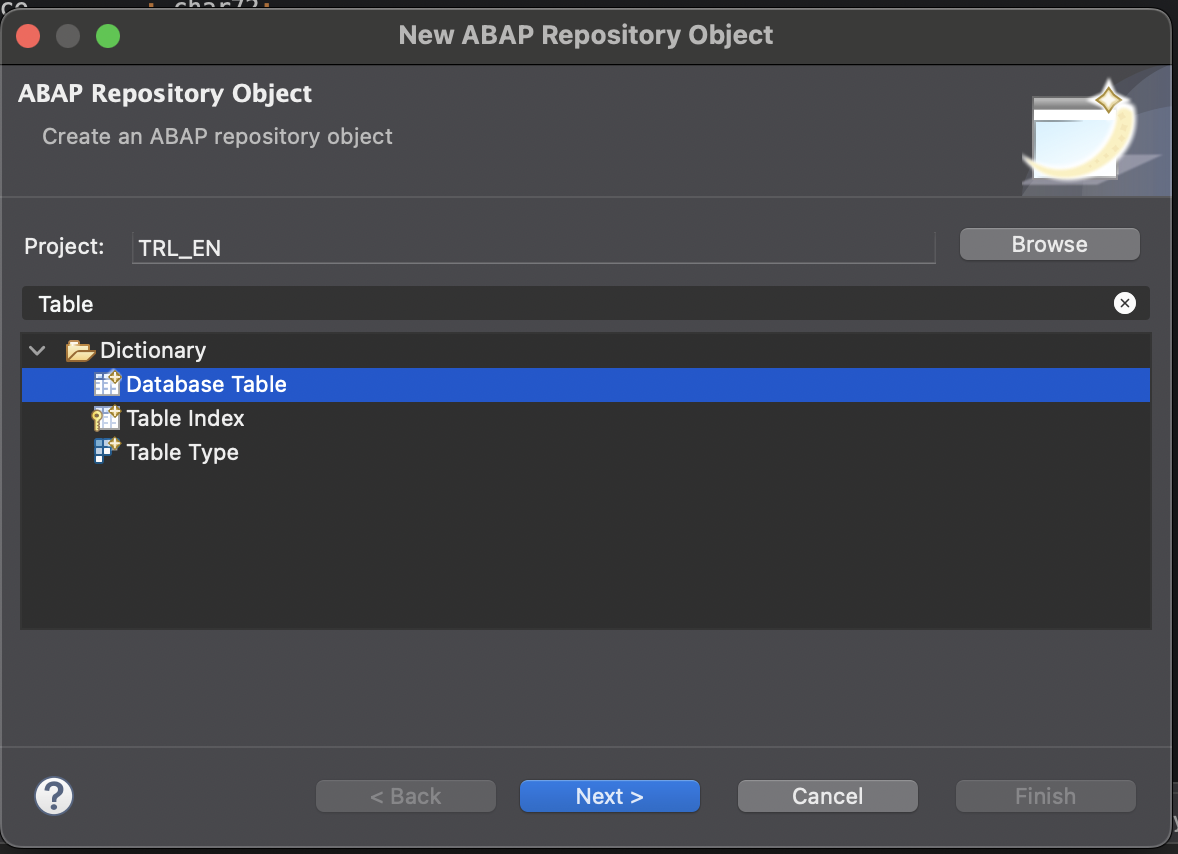 New ABAP Repository Object
ABAP Repository Object
Create an ABAP repository object
Project: TRL_EN Browse
Table
Dictionary
Database Table
Table Index
Table Type
? < Back Next > Cancel Finish